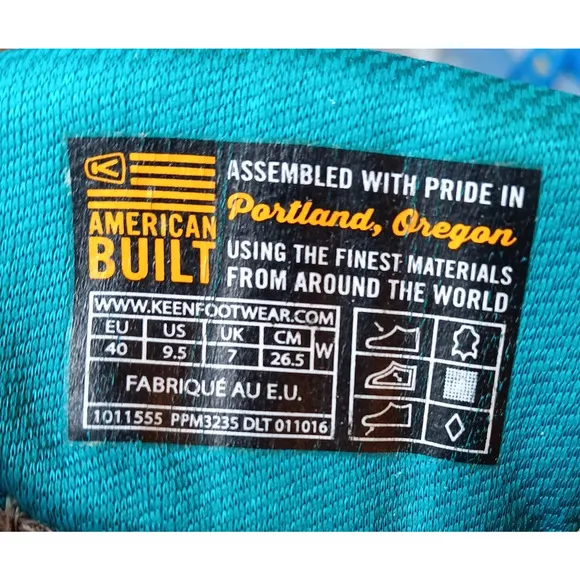 AMERICAN
BUILT
ASSEMBLED WITH PRIDE IN
Portland, Oregon
USING THE FINEST MATERIALS
FROM AROUND THE WORLD
WWW.KEENFOOTWEAR.COM
EU US UK CM W
40 9.5 7 26.5
FABRIQUÉ AU E.U.
1011555 PPM3235 DLT 011016